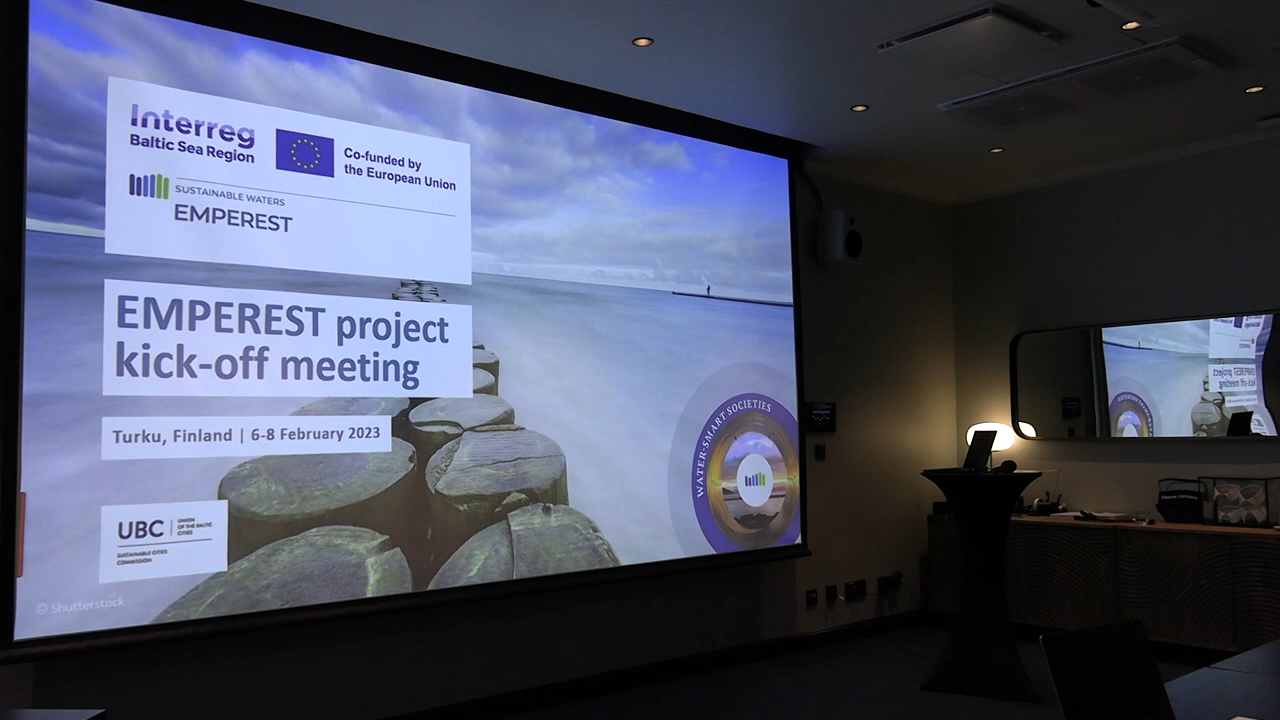 Interreg
Baltic Sea Region
Co-funded by
the European Union
SUSTAINABLE WATERS
EMPEREST
EMPEREST project
kick-off meeting
Turku, Finland | 6-8 February 2023
WATER-SMART SOCIETIES
UBC
UNION
OF THE BALTIC
CITIES
SUSTAINABLE CITIES
COMMISSION
© Shutterstock